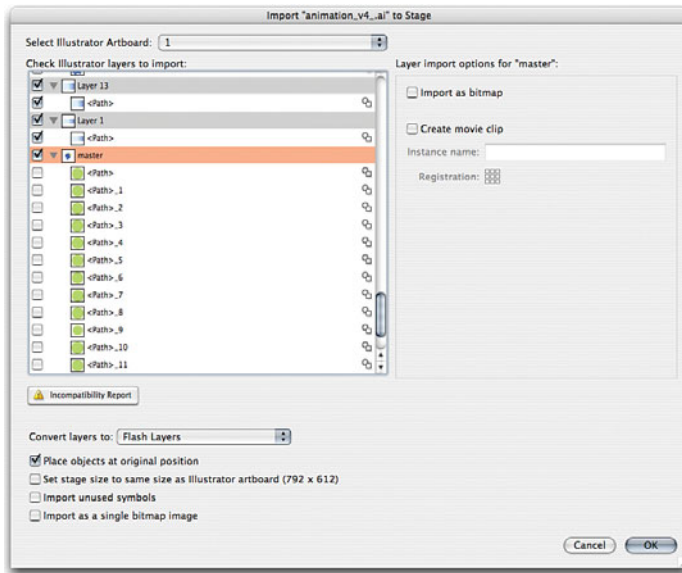 Import "animation_v4_.ai" to Stage
Select Illustrator Artboard: 1
Check Illustrator layers to import:
Layer 13
<Path>
Layer 1
<Path>
master
<Path>
<Path>_1
<Path>_2
<Path>_3
<Path>_4
<Path>_5
<Path>_6
<Path>_7
<Path>_8
<Path>_9
<Path>_10
<Path>_11
Layer import options for "master":
Import as bitmap
Create movie clip
Instance name:
Registration:
Incompatibility Report
Convert layers to: Flash Layers
Place objects at original position
Set stage size to same size as Illustrator artboard (792 x 612)
Import unused symbols
Import as a single bitmap image
Cancel
OK